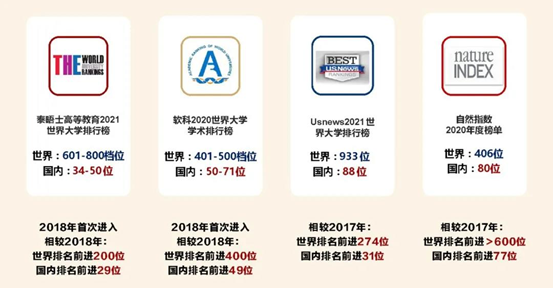 THE WORLD
RANKINGS
泰晤士高等教育2021
世界大学排行榜
世界：601-800档位
国内：34-50位
2018年首次进入
相较2018年：
世界排名前进200位
国内排名前进29位
A
软科2020世界大学
学术排行榜
世界：401-500档位
国内：50-71位
2018年首次进入
相较2018年：
世界排名前进400位
国内排名前进49位
BEST
U.S.News
RANKINGS
Usnews2021世
界大学排行榜
世界：933位
国内：88位
相较2017年：
世界排名前进274位
国内排名前进31位
nature
INDEX
自然指数
2020年度榜单
世界：406位
国内：80位
相较2017年：
世界排名前进＞600位
国内排名前进77位